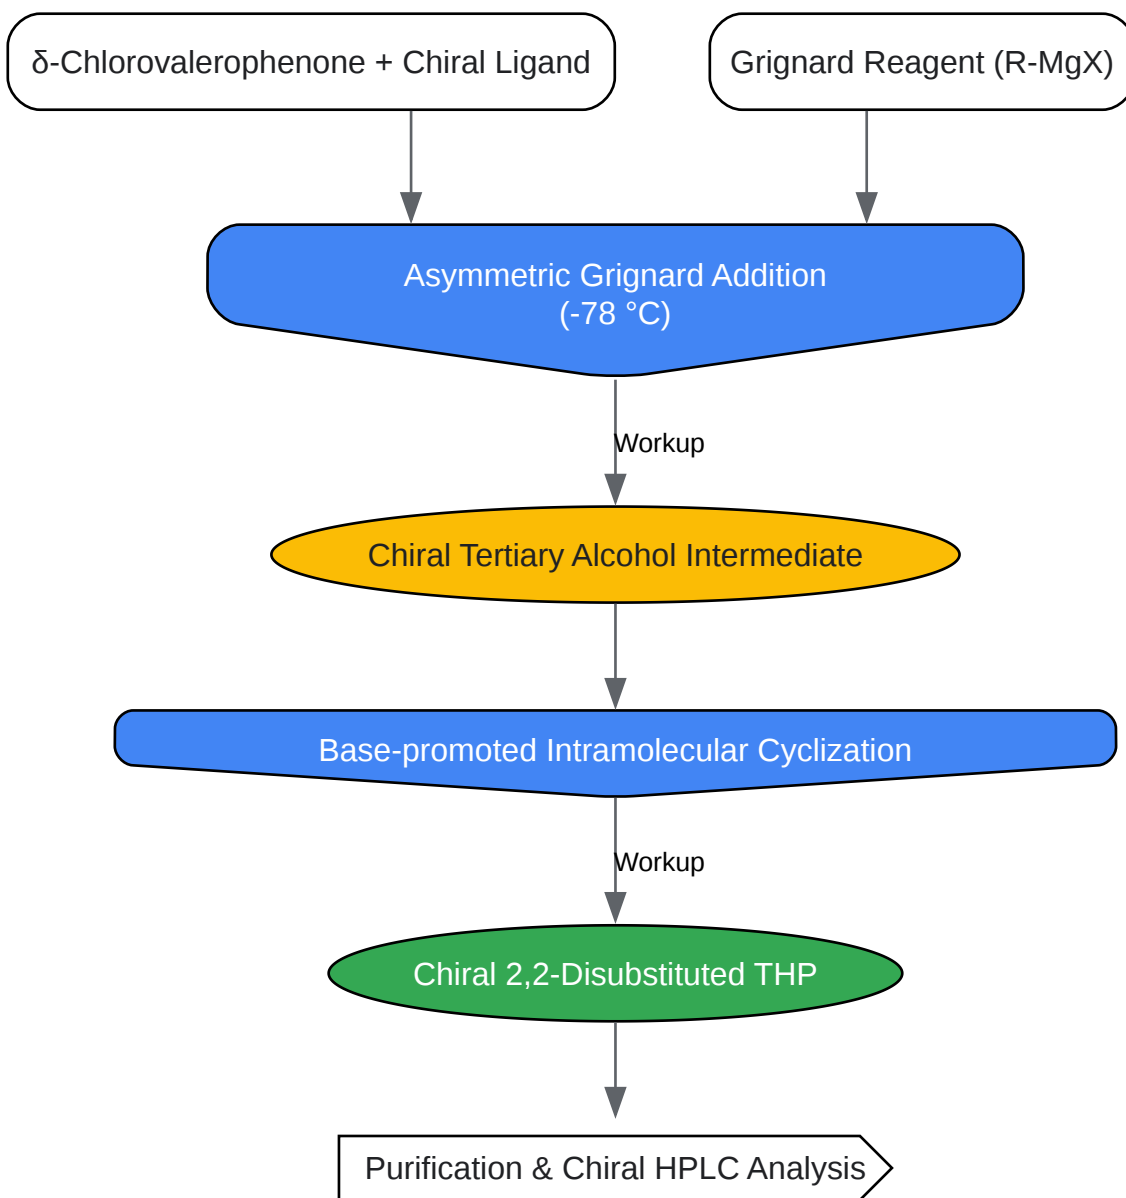 δ-Chlorovalerophenone + Chiral Ligand
Grignard Reagent (R-MgX)
Asymmetric Grignard Addition
(-78 °C)
Workup
Chiral Tertiary Alcohol Intermediate
Base-promoted Intramolecular Cyclization
Workup
Chiral 2,2-Disubstituted THP
Purification & Chiral HPLC Analysis